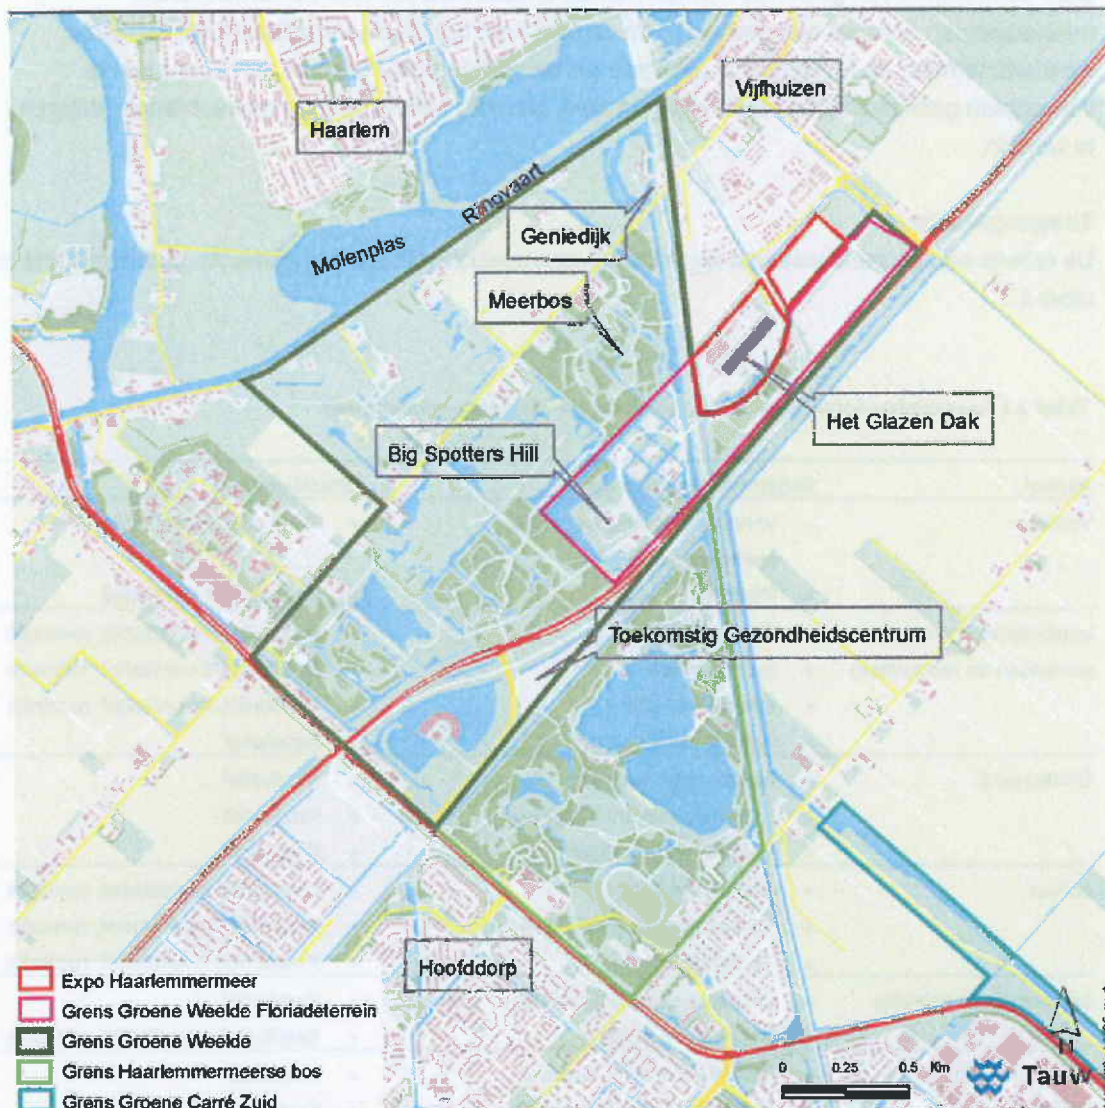 Haarlem
Vijfhuizen
Ringvaart
Molenplas
Geniedijk
Meerbos
Het Glazen Dak
Big Spotters Hill
Toekomstig Gezondheidscentrum
Hoofddorp
Expo Haarlemmermeer
Grens Groene Weelde Floriadeterrein
Grens Groene Weelde
Grens Haarlemmermeerse bos
Grens Groene Carré Zuid
N
0 0.25 0.5 Km
Tauw